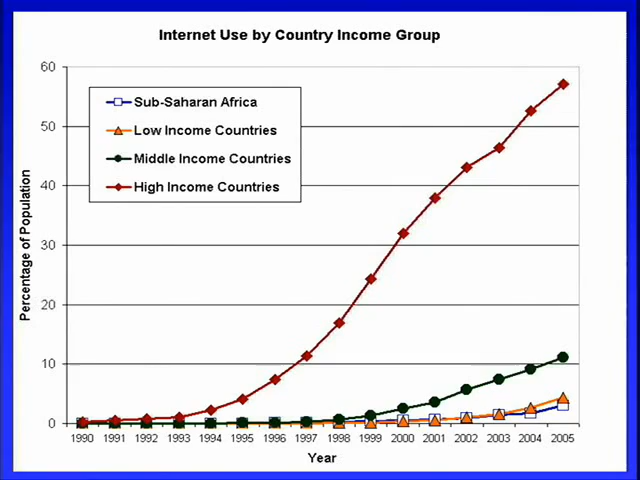 Internet Use by Country Income Group
60
50
40
30
20
10
0
Percentage of Population
Sub-Saharan Africa
Low Income Countries
Middle Income Countries
High Income Countries
1990 1991 1992 1993 1994 1995 1996 1997 1998 1999 2000 2001 2002 2003 2004 2005
Year